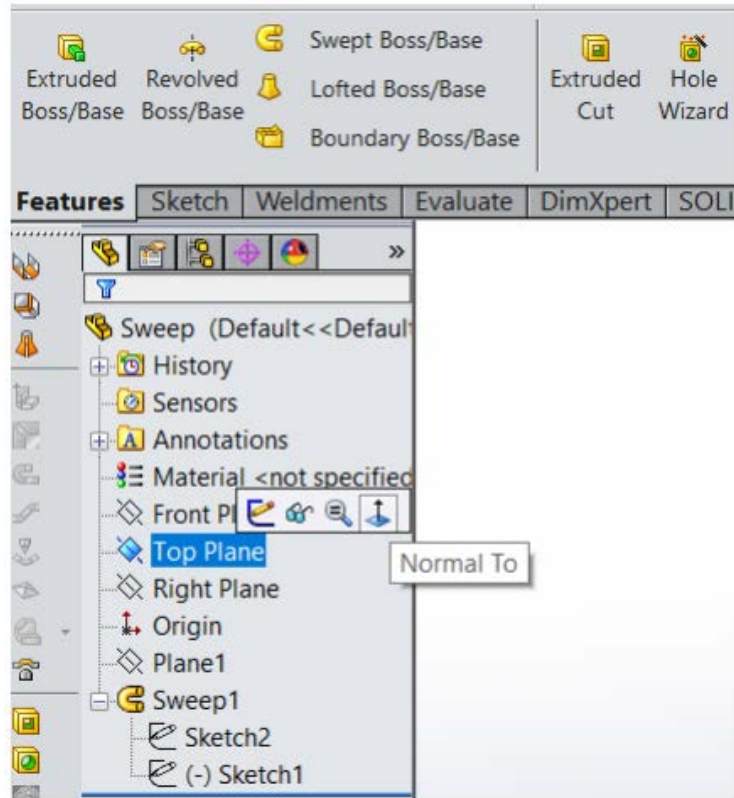 Swept Boss/Base
Extruded Boss/Base
Revolved Boss/Base
Lofted Boss/Base
Boundary Boss/Base
Extruded Cut
Hole Wizard
Features Sketch Weldments Evaluate DimXpert SOLI
»
Sweep (Default<<Default
History
Sensors
A Annotations
Material <not specified
Front Pl
Top Plane
Normal To
Right Plane
Origin
Plane1
Sweep1
Sketch2
(-) Sketch1